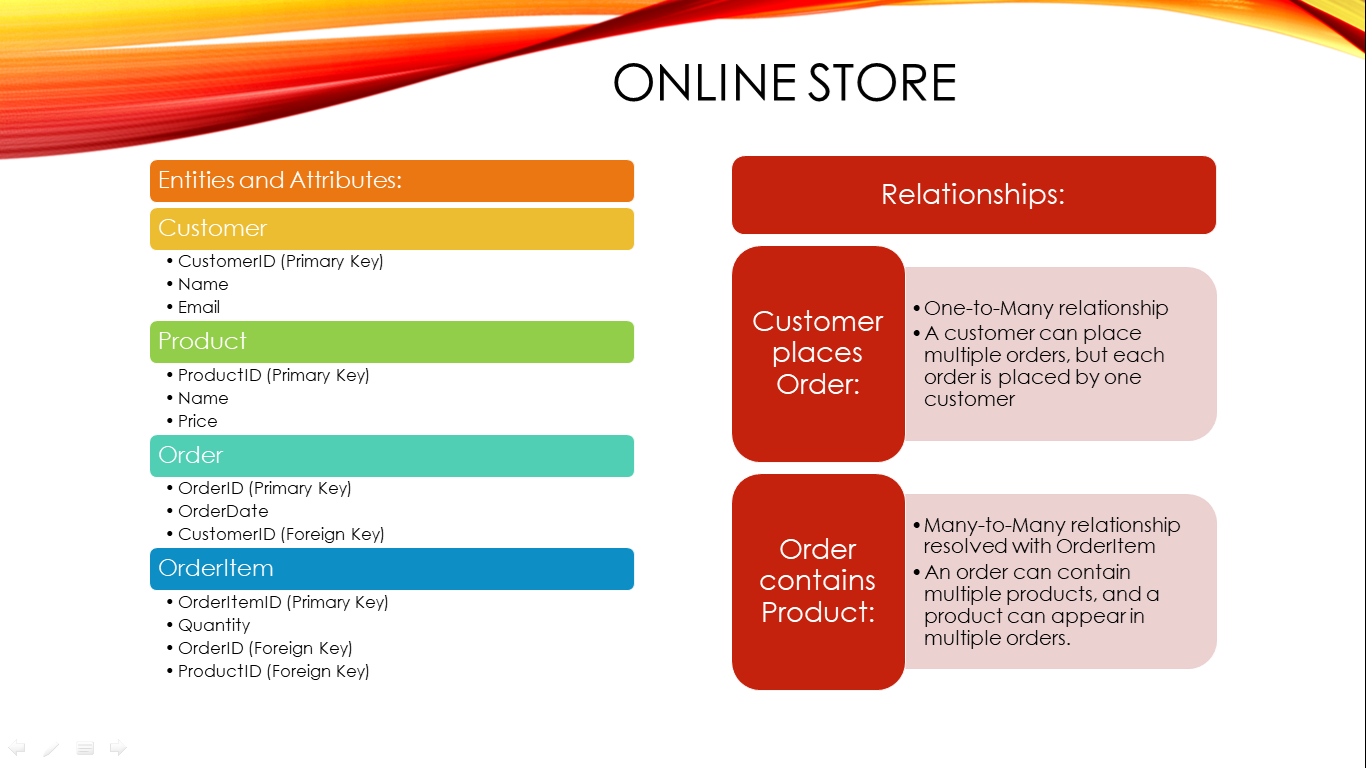 ONLINE STORE
Entities and Attributes:
Customer
• CustomerID (Primary Key)
• Name
• Email
Product
• ProductID (Primary Key)
• Name
• Price
Order
• OrderID (Primary Key)
• OrderDate
• CustomerID (Foreign Key)
OrderItem
• OrderItemID (Primary Key)
• Quantity
• OrderID (Foreign Key)
• ProductID (Foreign Key)
Relationships:
Customer
places
Order:
• One-to-Many relationship
• A customer can place
multiple orders, but each
order is placed by one
customer
Order
contains
Product:
• Many-to-Many relationship
resolved with OrderItem
• An order can contain
multiple products, and a
product can appear in
multiple orders.